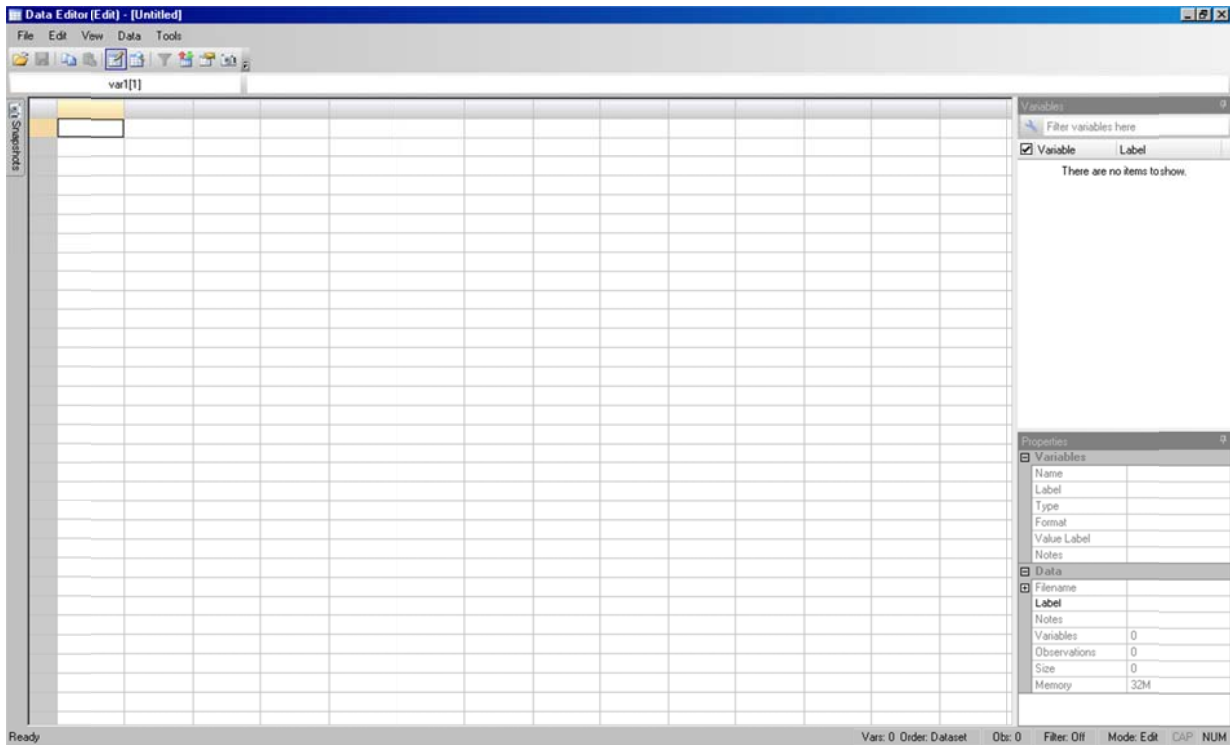 Data Editor (Edit) - [Untitled]
File Edit View Data Tools
var1[1]
Snapshots
Variables
Filter variables here
Variable Label
There are no items to show.
Properties
Variables
Name
Label
Type
Format
Value Label
Notes
Data
Filename
Label
Notes
Variables 0
Observations 0
Size 0
Memory 32M
Ready Vars: 0 Order: Dataset Obs: 0 Filter: Off Mode: Edit CAP NUM